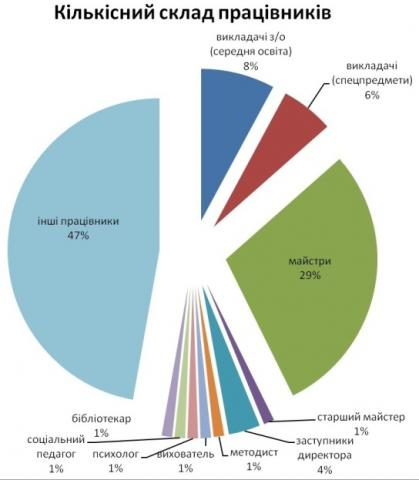 Кількісний склад працівників
викладачі з/о
(середня освіта)
8%
викладачі
(спецпредмети)
6%
майстри
29%
старший майстер
1%
заступники
директора
4%
методист
1%
вихователь
1%
психолог
1%
соціальний
педагог
1%
бібліотекар
1%
інші працівники
47%